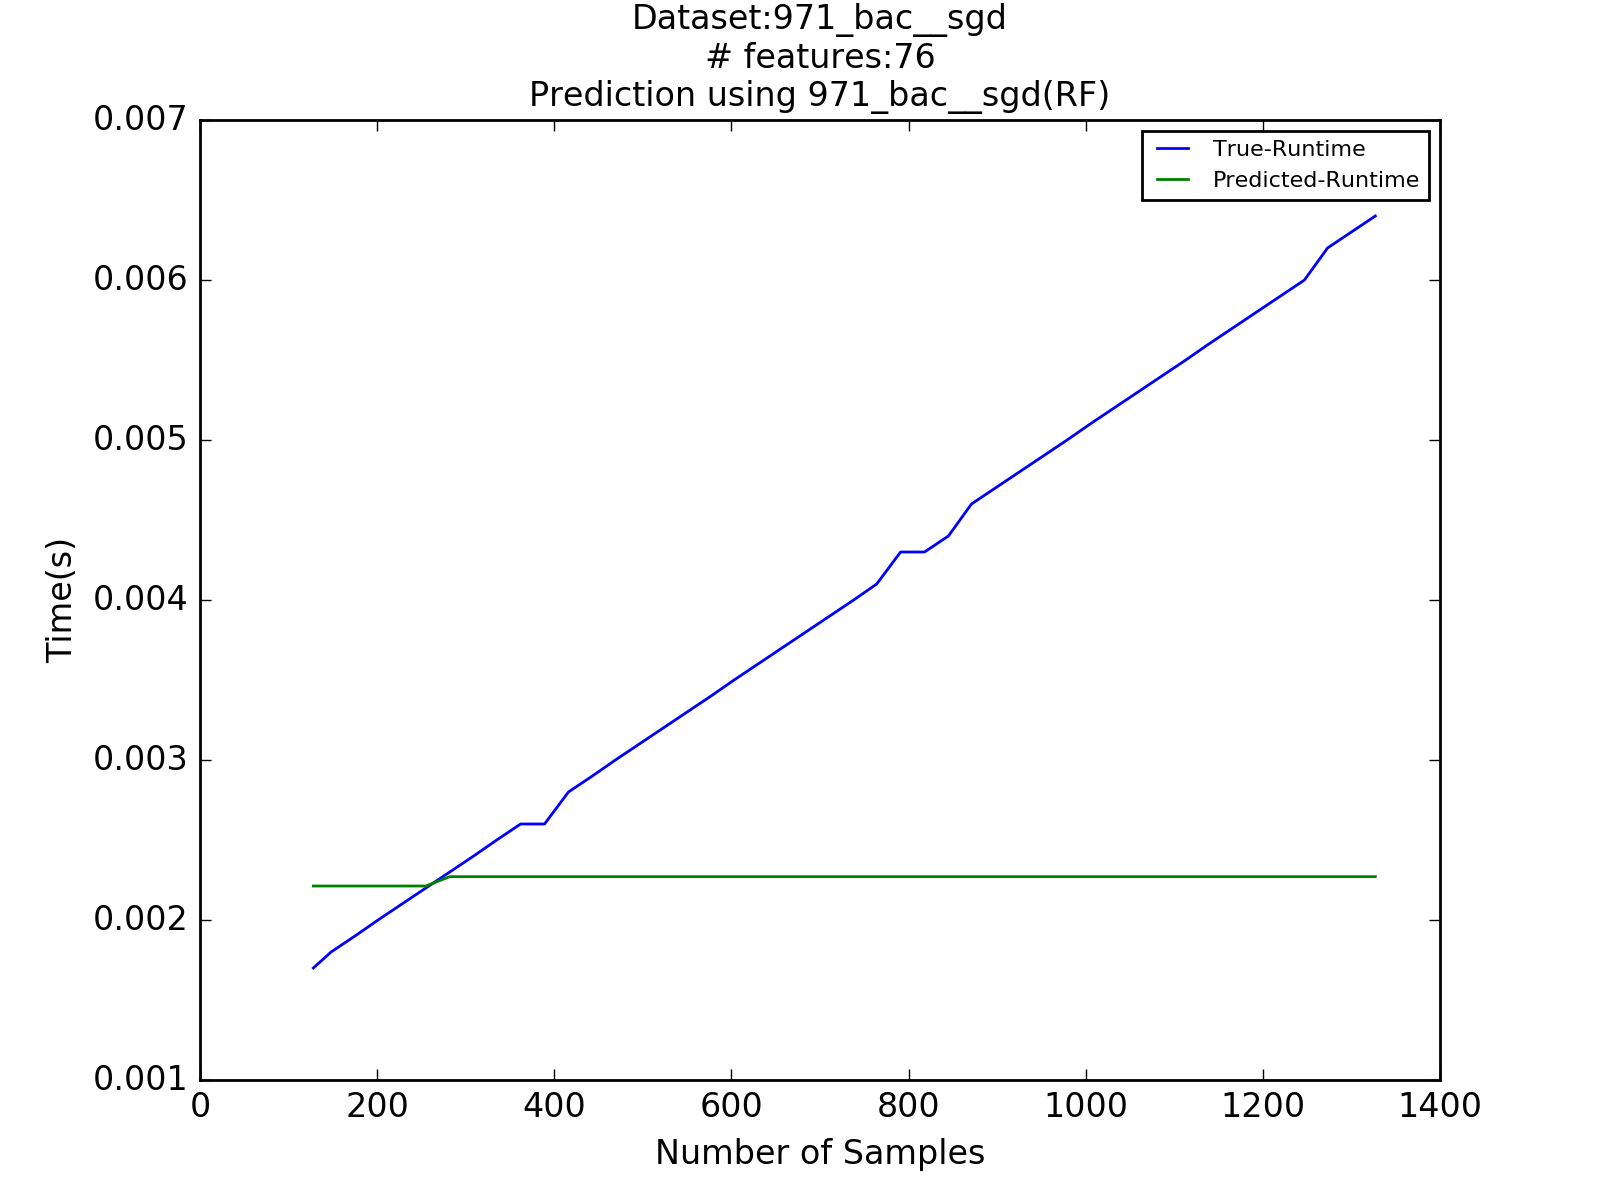 Dataset:971_bac__sgd
# features:76
Prediction using 971_bac__sgd(RF)
0.007
0.006
0.005
0.004
0.003
0.002
0.001
Time(s)
True-Runtime
Predicted-Runtime
0 200 400 600 800 1000 1200 1400
Number of Samples